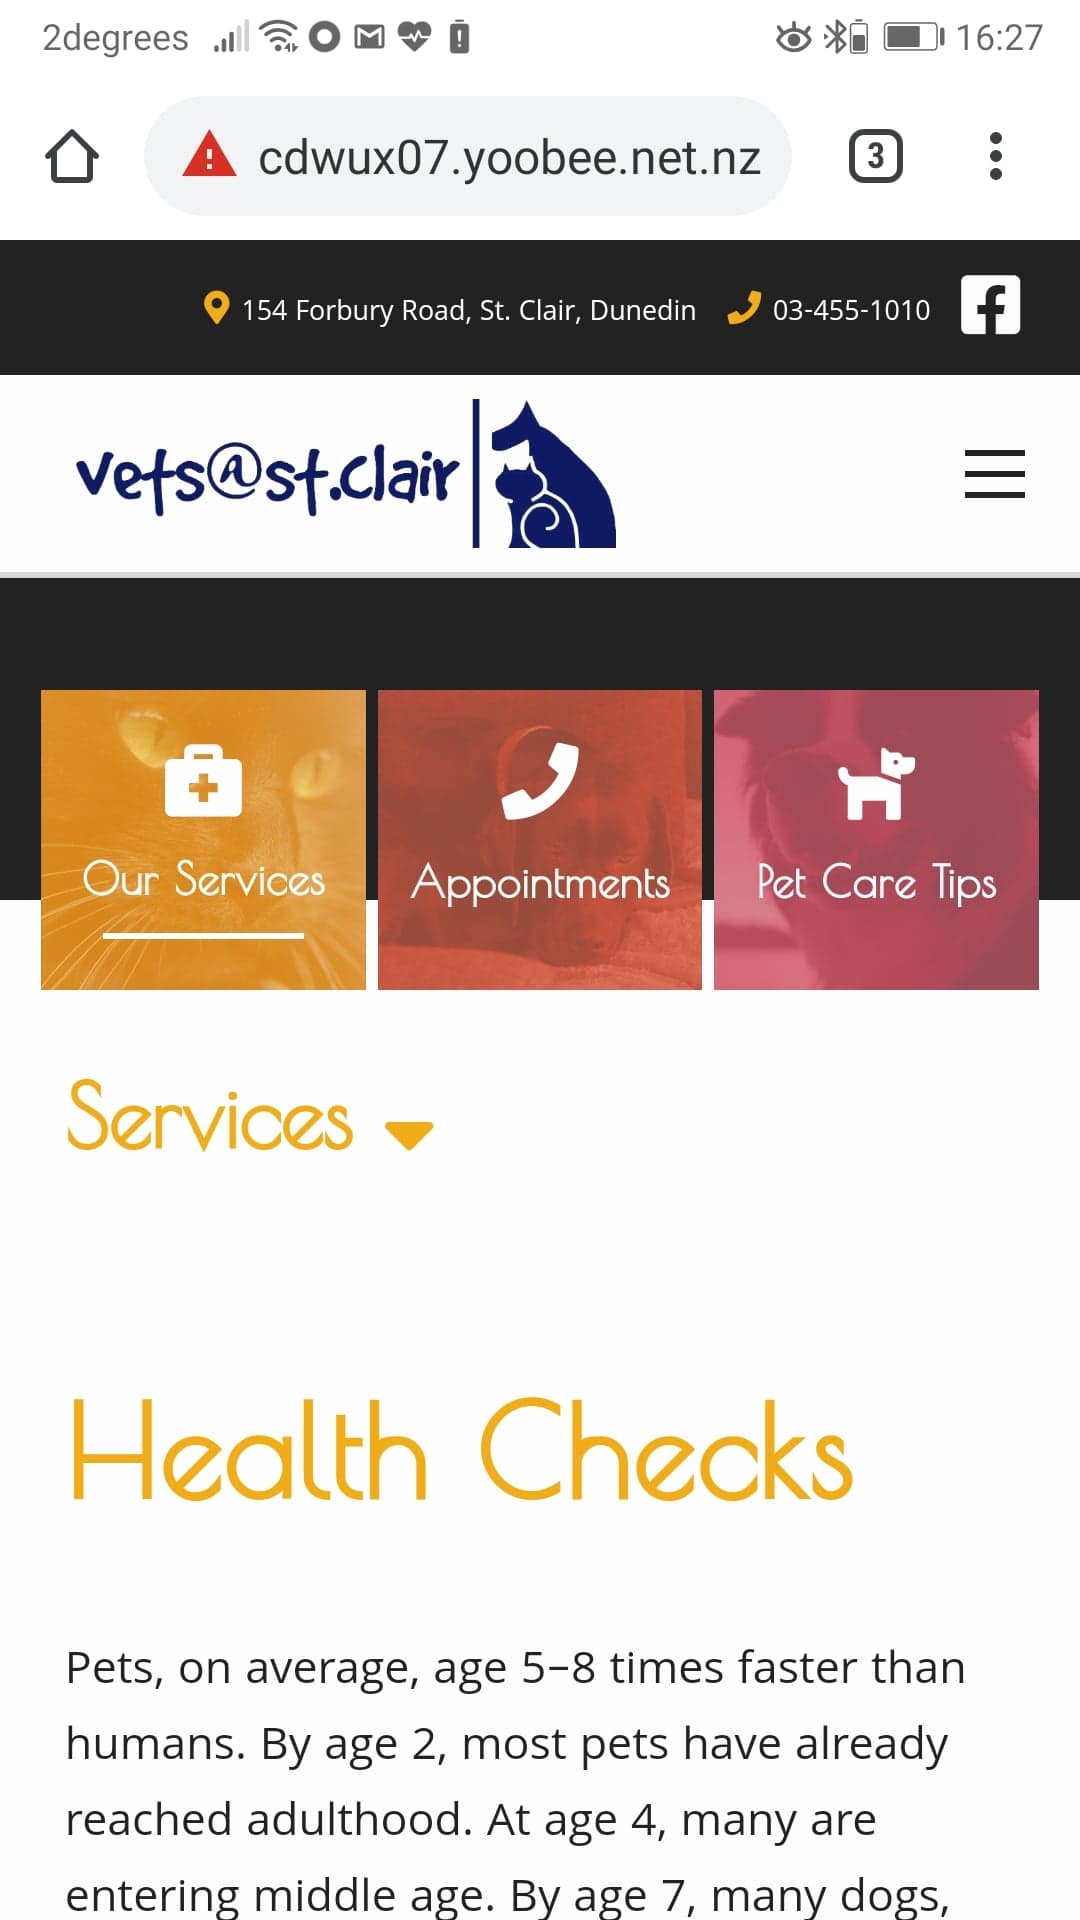 2degrees 16:27
cdwux07.yoobee.net.nz 3
154 Forbury Road, St. Clair, Dunedin 03-455-1010
vets@st.clair
Our Services Appointments Pet Care Tips
Services
Health Checks
Pets, on average, age 5–8 times faster than
humans. By age 2, most pets have already
reached adulthood. At age 4, many are
entering middle age. By age 7, many dogs,